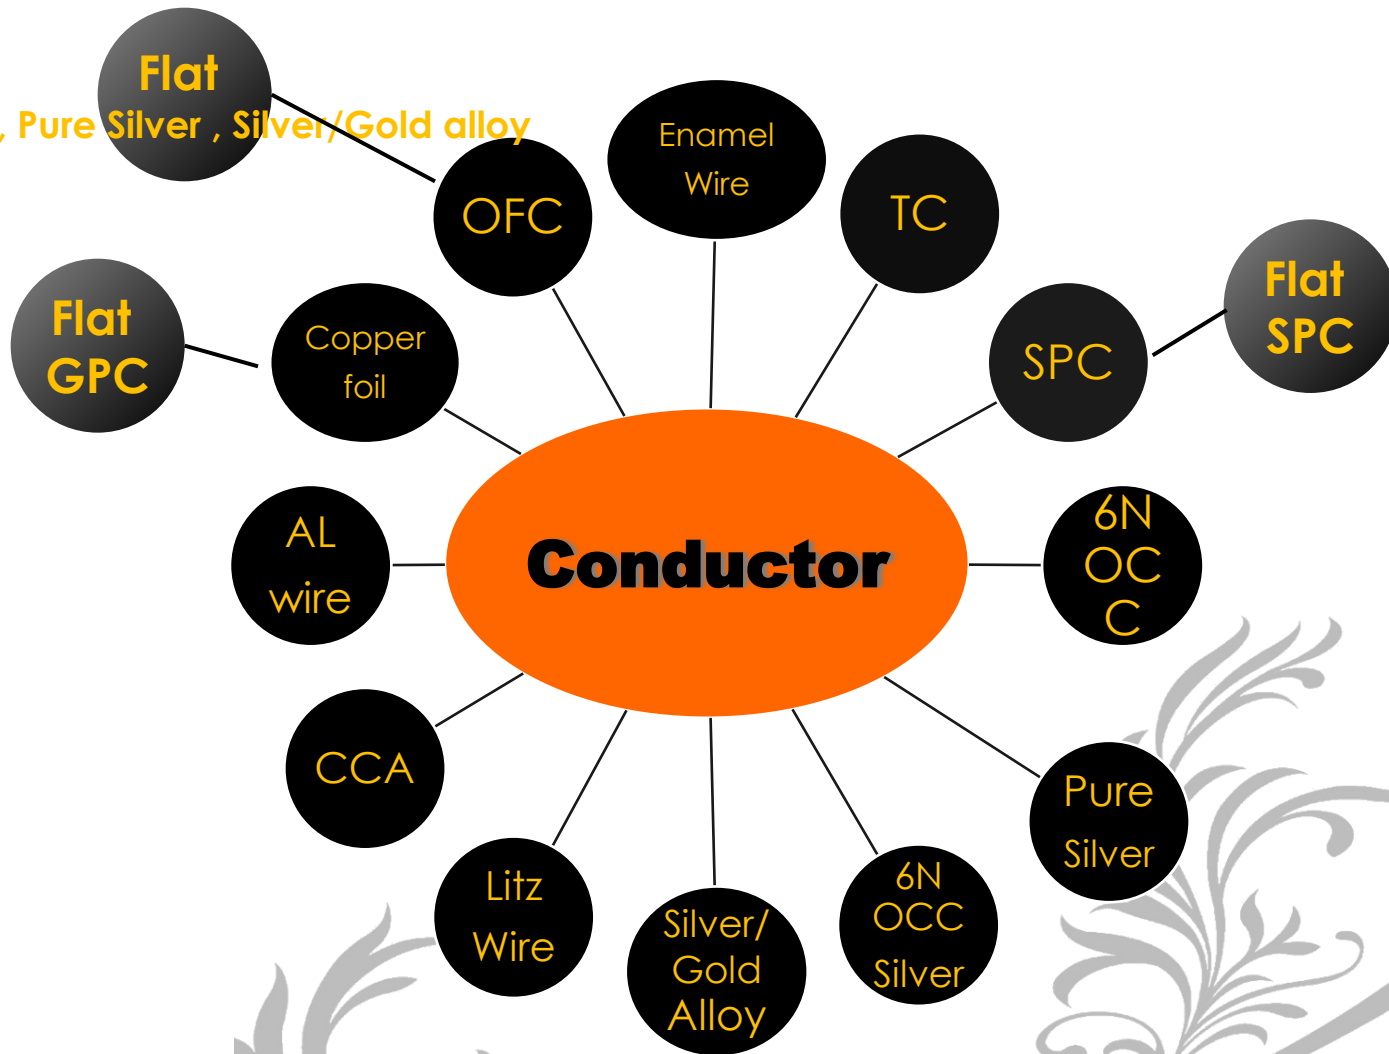 Flat
, Pure Silver , Silver/Gold alloy
Enamel
Wire
OFC
TC
Flat
SPC
SPC
Flat
GPC
Copper
foil
6N
OC
C
AL
wire
Conductor
CCA
Pure
Silver
Litz
Wire
Silver/
Gold
Alloy
6N
OCC
Silver